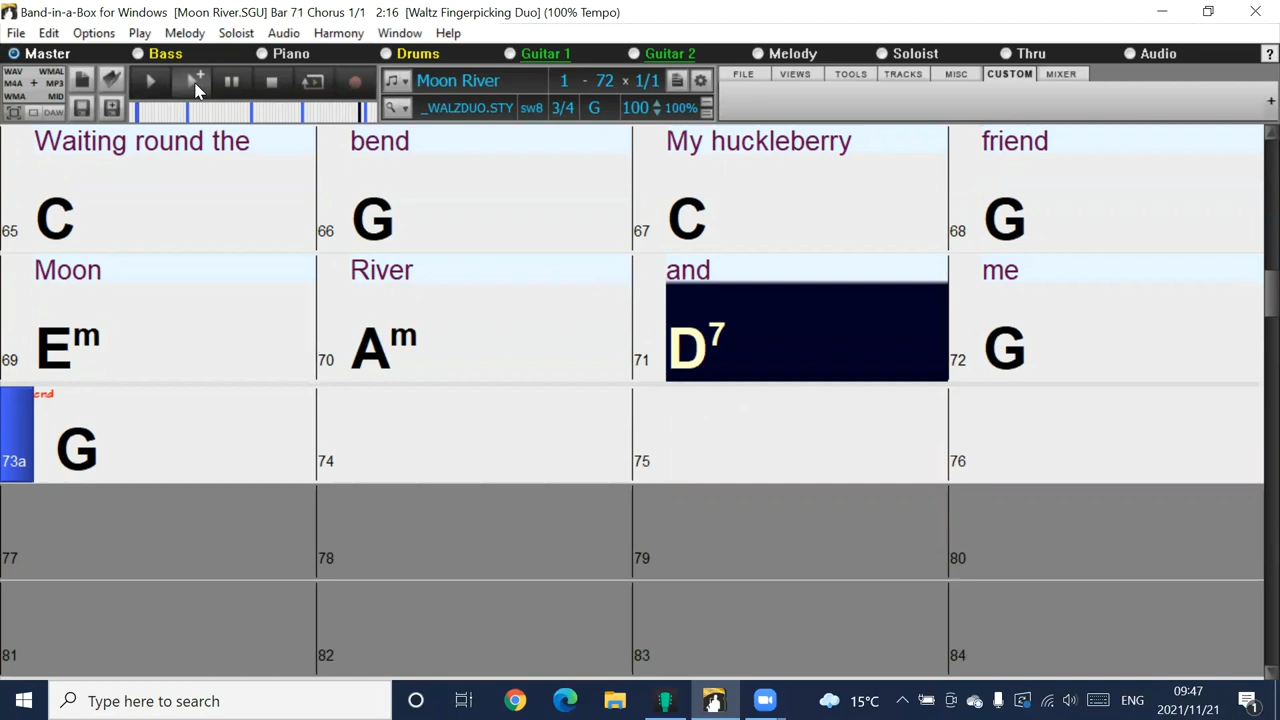 Band-in-a-Box for Windows [Moon River.SGU] Bar 71 Chorus 1/1 2:16 [Waltz Fingerpicking Duo] (100% Tempo)
File Edit Options Play Melody Soloist Audio Harmony Window Help
Master Bass Piano Drums Guitar 1 Guitar 2 Melody Soloist Thru Audio ?
WAV WMA
M4A + MP3
WMA MID
DAW
Moon River 1 - 72 x 1/1
_WALZDUO.STY sw8 3/4 G 100 100%
FILE VIEWS TOOLS TRACKS MISC CUSTOM MIXER
+
Waiting round the bend My huckleberry friend
65 C 66 G 67 C 68 G
Moon River and me
69 Em 70 Am 71 D7 72 G
end
73a G 74 75 76
77 78 79 80
81 82 83 84
Type here to search
15°C ENG
09:47
2021/11/21
1